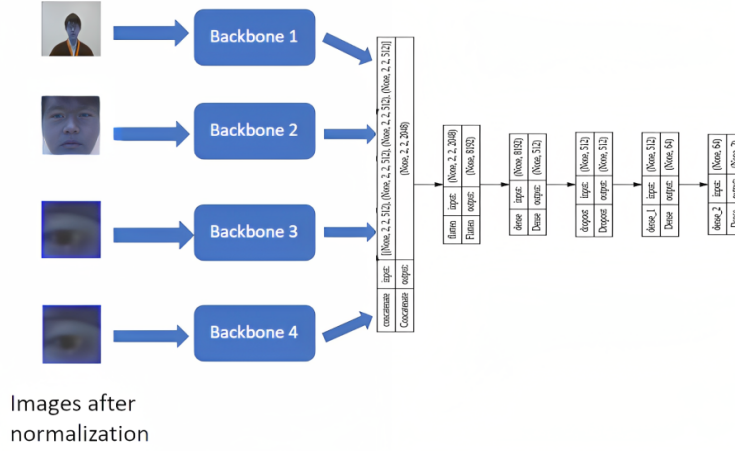 Backbone 1
Backbone 2
Backbone 3
Backbone 4
Images after
normalization
concatenate
Concatenate
input:
[(None, 2, 2, 512), (None, 2, 2, 512), (None, 2, 2, 512), (None, 2, 2, 512)]
output:
(None, 2, 2, 2048)
flatten
Flatten
input:
(None, 2, 2, 2048)
output:
(None, 8192)
dense
Dense
input:
(None, 8192)
output:
(None, 512)
dropout
Dropout
input:
(None, 512)
output:
(None, 512)
dense_1
Dense
input:
(None, 512)
output:
(None, 64)
dense_2
input:
(None, 64)